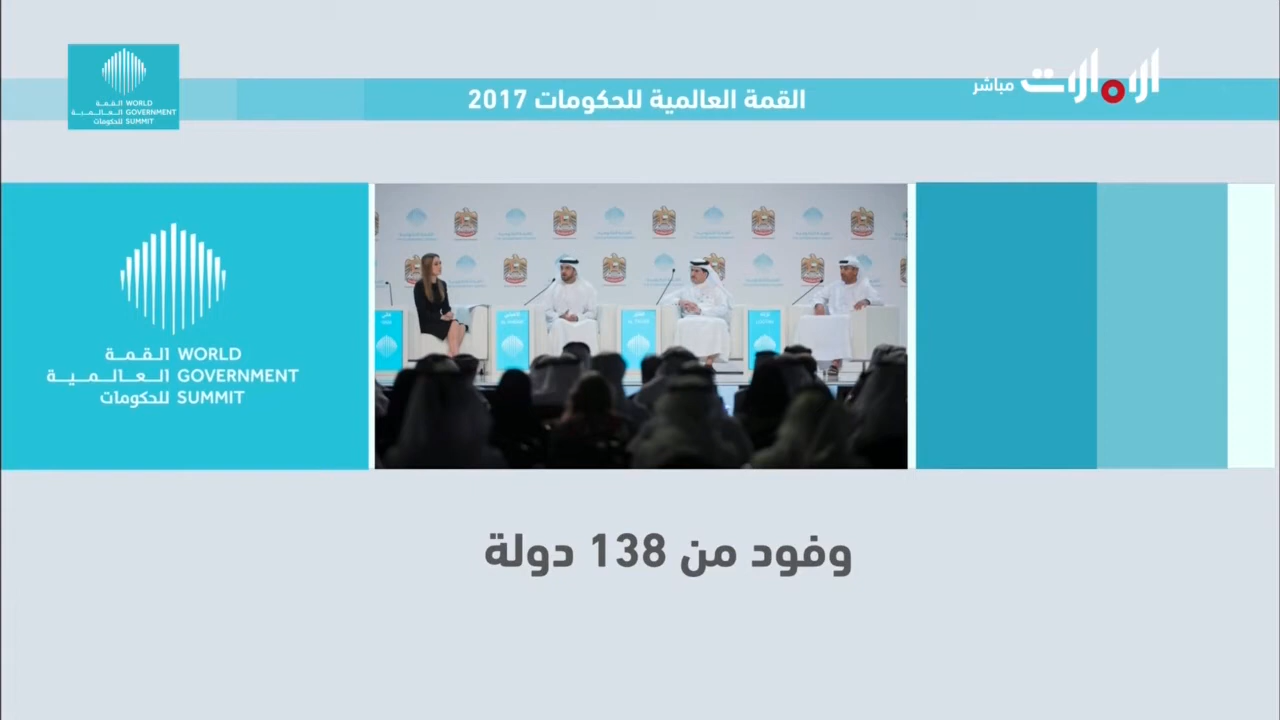 القمة العالمية للحكومات 2017
الإمارات
مباشر
القمة WORLD
العالمية GOVERNMENT
للحكومات SUMMIT
القمة WORLD
العالمية GOVERNMENT
للحكومات SUMMIT
وفود من 138 دولة